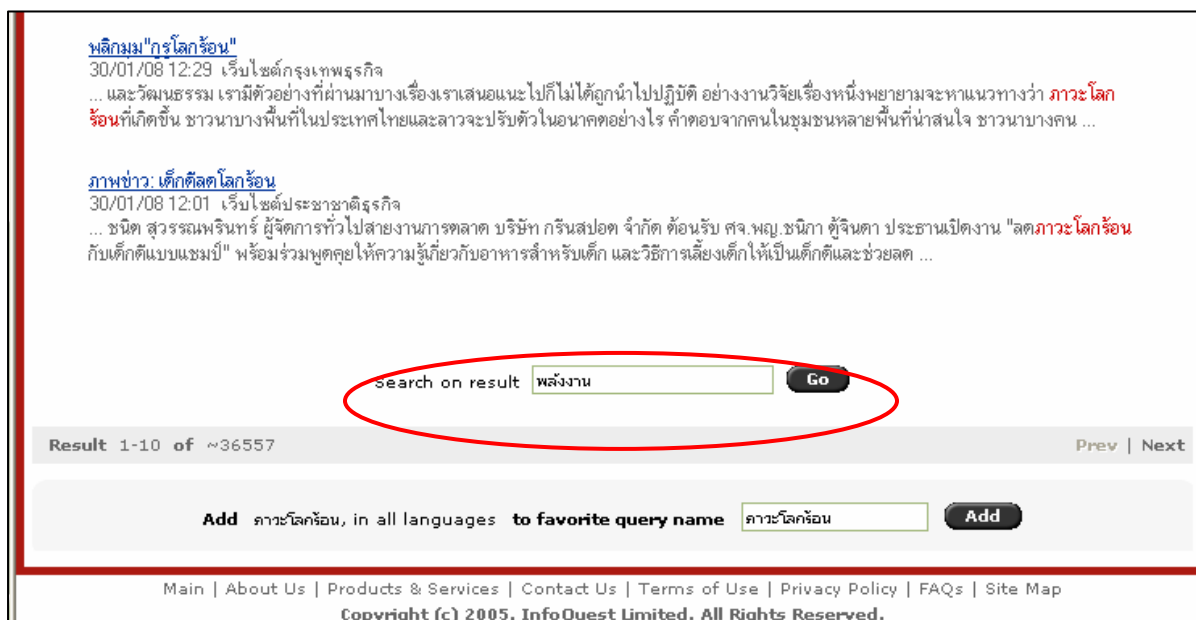 พลิกมุม"กูรูโลกร้อน"
30/01/08 12:29 เว็บไซต์กรุงเทพธุรกิจ
... และวัฒนธรรม เรามีตัวอย่างที่ผ่านมาบางเรื่องเราเสนอแนะไปก็ไม่ได้ถูกนำไปปฏิบัติ อย่างงานวิจัยเรื่องหนึ่งพยายามจะหาแนวทางว่า ภาวะโลก
ร้อนที่เกิดขึ้น ชาวนาบางพื้นที่ในประเทศไทยและลาวจะปรับตัวในอนาคตอย่างไร คำตอบจากคนในชุมชนหลายพื้นที่น่าสนใจ ชาวนาบางคน ...
ภาพข่าว: เด็กดีลดโลกร้อน
30/01/08 12:01 เว็บไซต์ประชาชาติธุรกิจ
... ชนิด สุวรรณพรินทร์ ผู้จัดการทั่วไปสายงานการตลาด บริษัท กรีนสปอต จำกัด ต้อนรับ ศจ.พญ.ชนิกา ตู้จินดา ประธานเปิดงาน "ลดภาวะโลกร้อน
กับเด็กดีแบบแชมป์" พร้อมร่วมพูดคุยให้ความรู้เกี่ยวกับอาหารสำหรับเด็ก และวิธีการเลี้ยงเด็กให้เป็นเด็กดีและช่วยลด ...
Search on result พลังงาน Go
Result 1-10 of ~36557 Prev | Next
Add ภาวะโลกร้อน, in all languages to favorite query name ภาวะโลกร้อน Add
Main | About Us | Products & Services | Contact Us | Terms of Use | Privacy Policy | FAQs | Site Map
Copyright (c) 2005, InfoQuest Limited. All Rights Reserved.